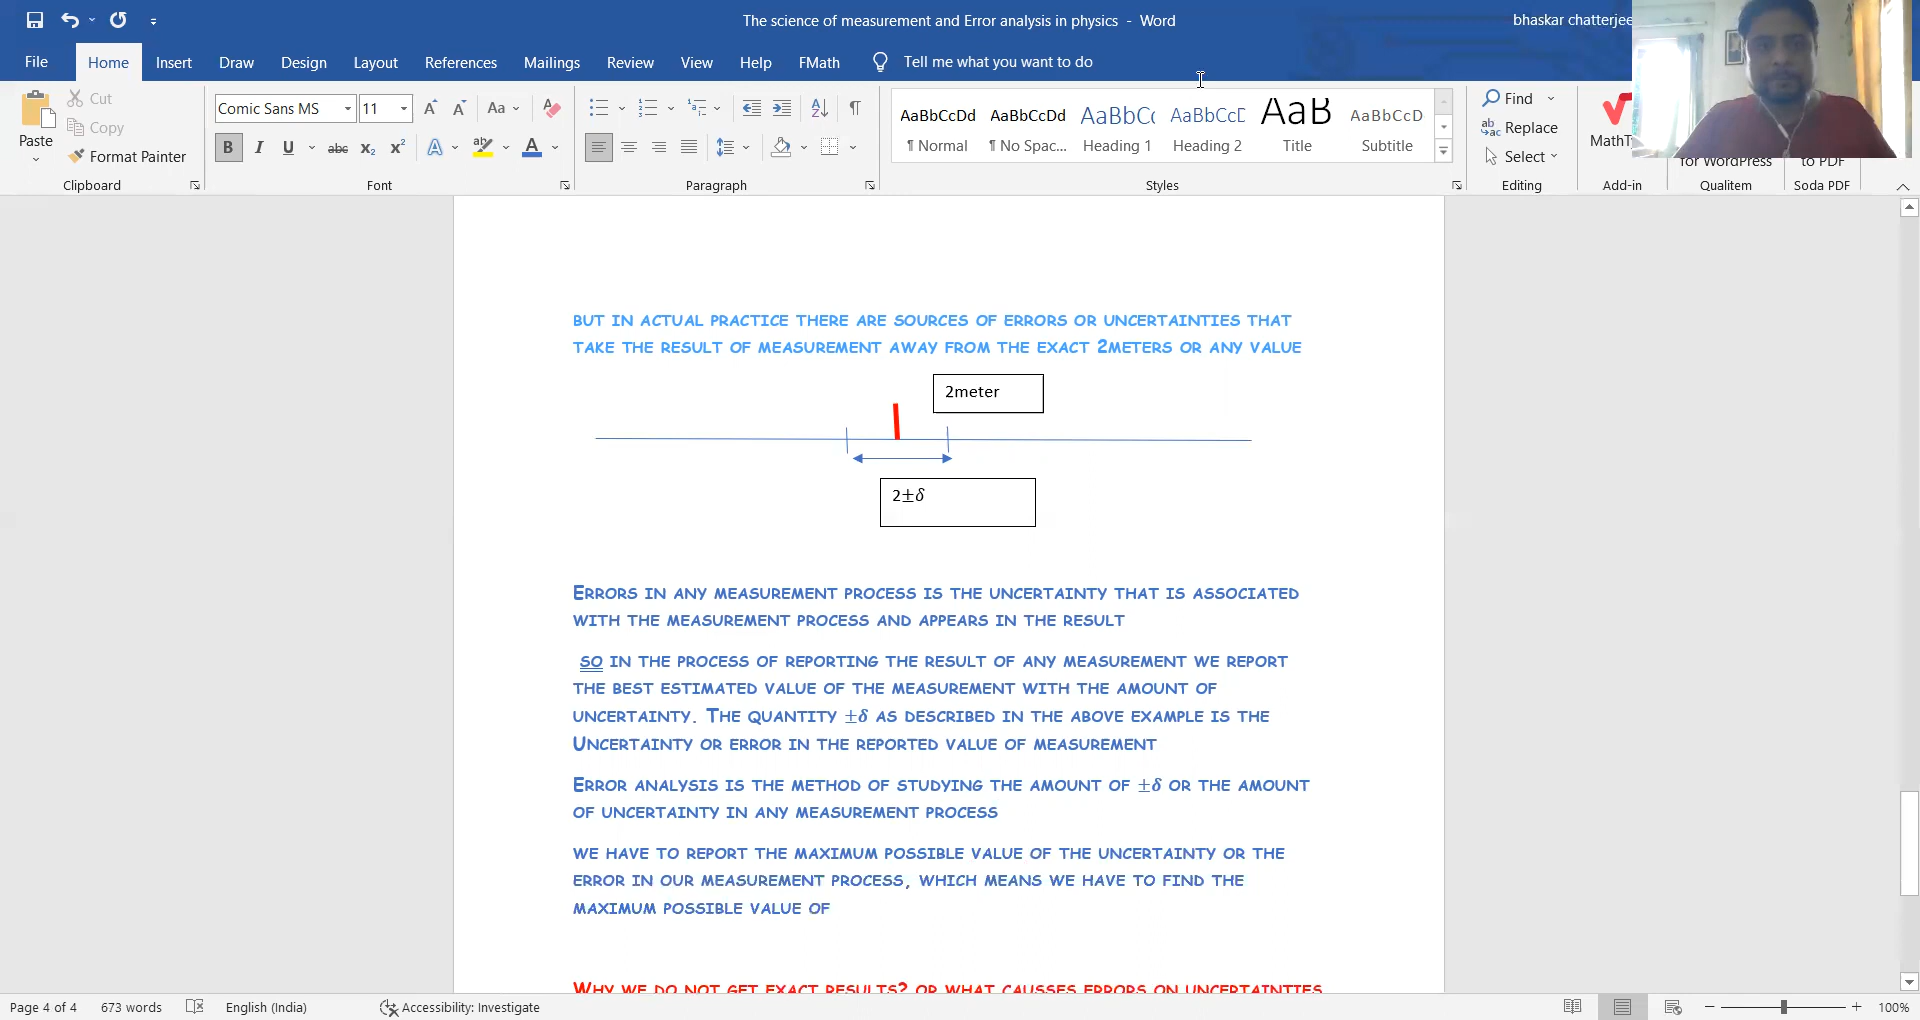 The science of measurement and Error analysis in physics - Word
bhaskar chatterjee
File Home Insert Draw Design Layout References Mailings Review View Help FMath Tell me what you want to do
Paste
Cut
Copy
Format Painter
Clipboard
Comic Sans MS 11
Aa
B I U abc x₂ x² A ab A
Font
Paragraph
AaBbCcDd AaBbCcDd AaBbCc AaBbCcD AaB AaBbCcD
¶ Normal ¶ No Spac... Heading 1 Heading 2 Title Subtitle
Styles
Find
Replace
Select
Editing
Add-in
for WordPress
Qualitem
to PDF
Soda PDF
BUT IN ACTUAL PRACTICE THERE ARE SOURCES OF ERRORS OR UNCERTAINTIES THAT
TAKE THE RESULT OF MEASUREMENT AWAY FROM THE EXACT 2METERS OR ANY VALUE
2meter
2±δ
ERRORS IN ANY MEASUREMENT PROCESS IS THE UNCERTAINTY THAT IS ASSOCIATED
WITH THE MEASUREMENT PROCESS AND APPEARS IN THE RESULT
SO IN THE PROCESS OF REPORTING THE RESULT OF ANY MEASUREMENT WE REPORT
THE BEST ESTIMATED VALUE OF THE MEASUREMENT WITH THE AMOUNT OF
UNCERTAINTY. THE QUANTITY ±δ AS DESCRIBED IN THE ABOVE EXAMPLE IS THE
UNCERTAINTY OR ERROR IN THE REPORTED VALUE OF MEASUREMENT
ERROR ANALYSIS IS THE METHOD OF STUDYING THE AMOUNT OF ±δ OR THE AMOUNT
OF UNCERTAINTY IN ANY MEASUREMENT PROCESS
WE HAVE TO REPORT THE MAXIMUM POSSIBLE VALUE OF THE UNCERTAINTY OR THE
ERROR IN OUR MEASUREMENT PROCESS, WHICH MEANS WE HAVE TO FIND THE
MAXIMUM POSSIBLE VALUE OF
WHY WE DO NOT GET EXACT RESULTS? OR WHAT CAUSSES ERRORS ON UNCERTAINTIES
Page 4 of 4 673 words English (India) Accessibility: Investigate 100%